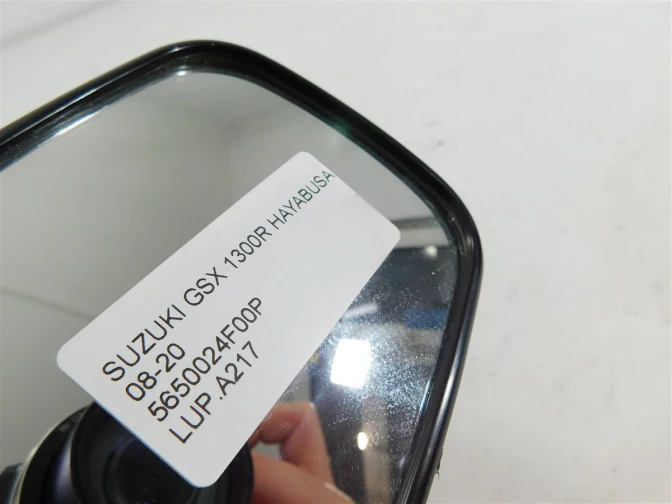 SUZUKI GSX 1300R HAYABUSA
08-20
5650024F00P
LUP.A217